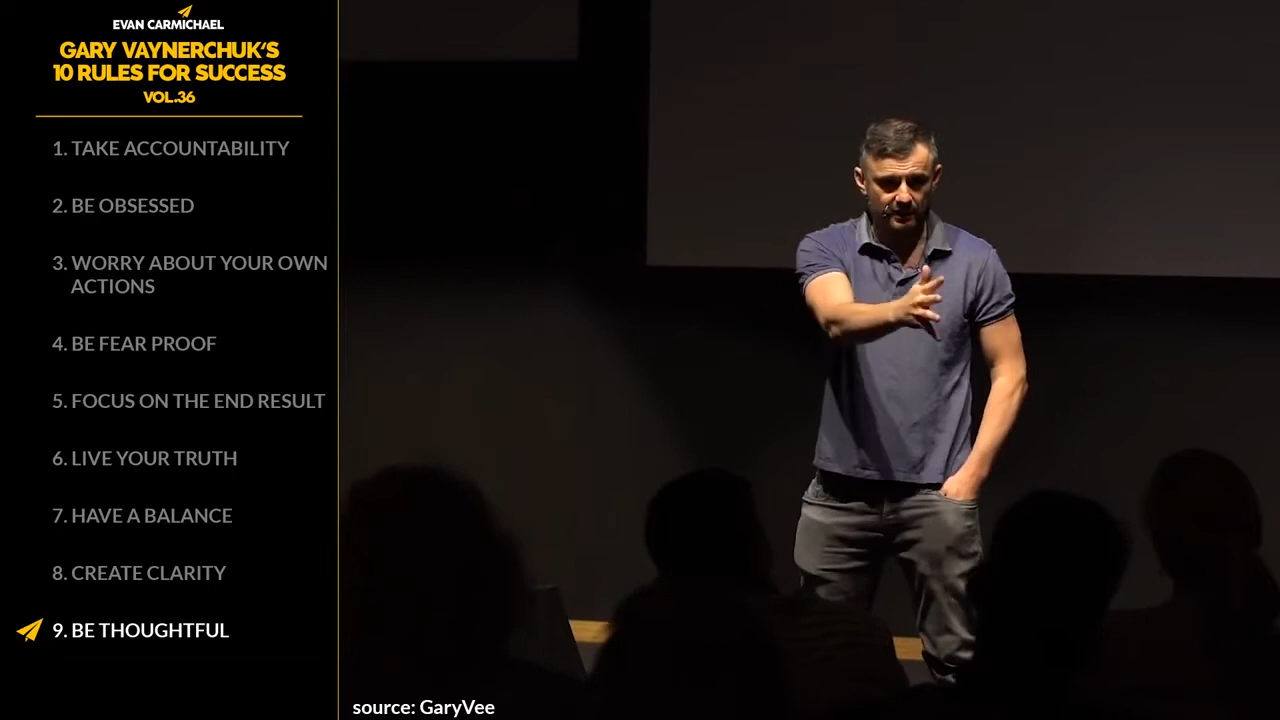 EVAN CARMICHAEL
GARY VAYNERCHUK'S
10 RULES FOR SUCCESS
VOL.36
1. TAKE ACCOUNTABILITY
2. BE OBSESSED
3. WORRY ABOUT YOUR OWN
ACTIONS
4. BE FEAR PROOF
5. FOCUS ON THE END RESULT
6. LIVE YOUR TRUTH
7. HAVE A BALANCE
8. CREATE CLARITY
9. BE THOUGHTFUL
source: GaryVee